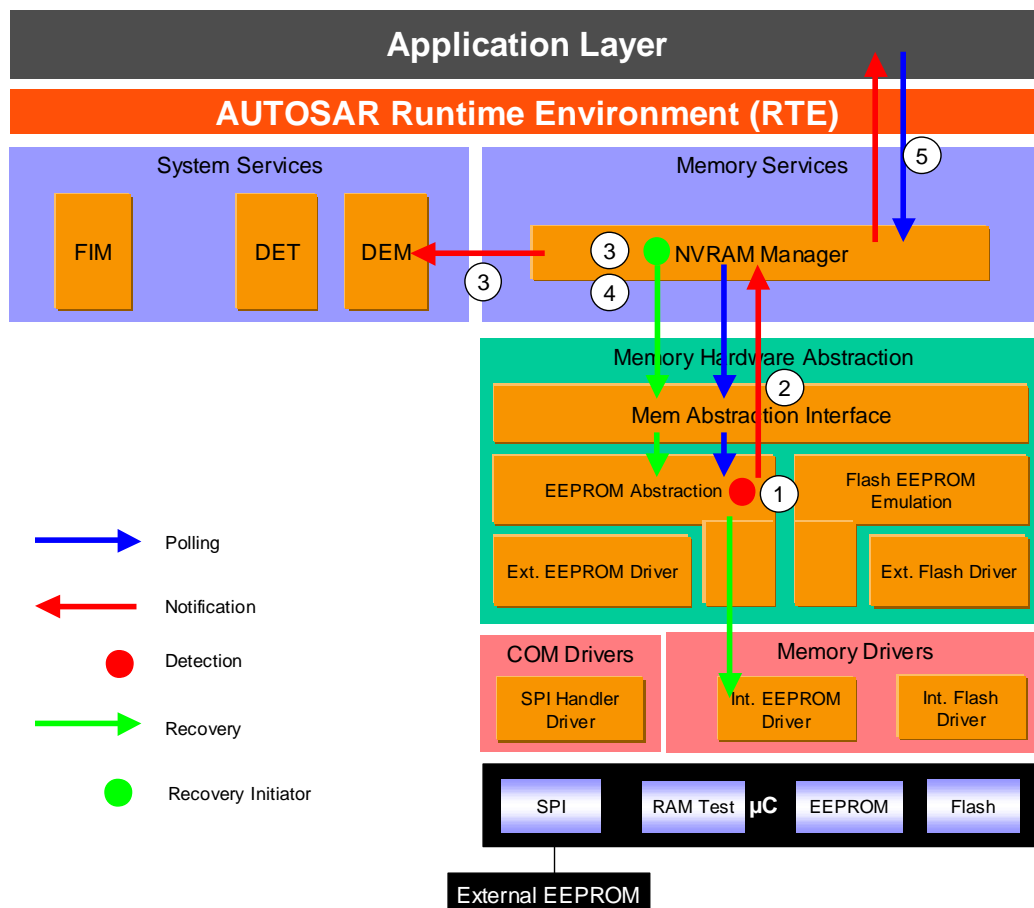 Application Layer
AUTOSAR Runtime Environment (RTE)
System Services
Memory Services
5
FIM
DET
DEM
3
3
NVRAM Manager
4
Memory Hardware Abstraction
2
Mem Abstraction Interface
EEPROM Abstraction
1
Flash EEPROM
Emulation
Ext. EEPROM Driver
Ext. Flash Driver
Polling
Notification
Detection
Recovery
Recovery Initiator
COM Drivers
Memory Drivers
SPI Handler
Driver
Int. EEPROM
Driver
Int. Flash
Driver
SPI
RAM Test
µC
EEPROM
Flash
External EEPROM